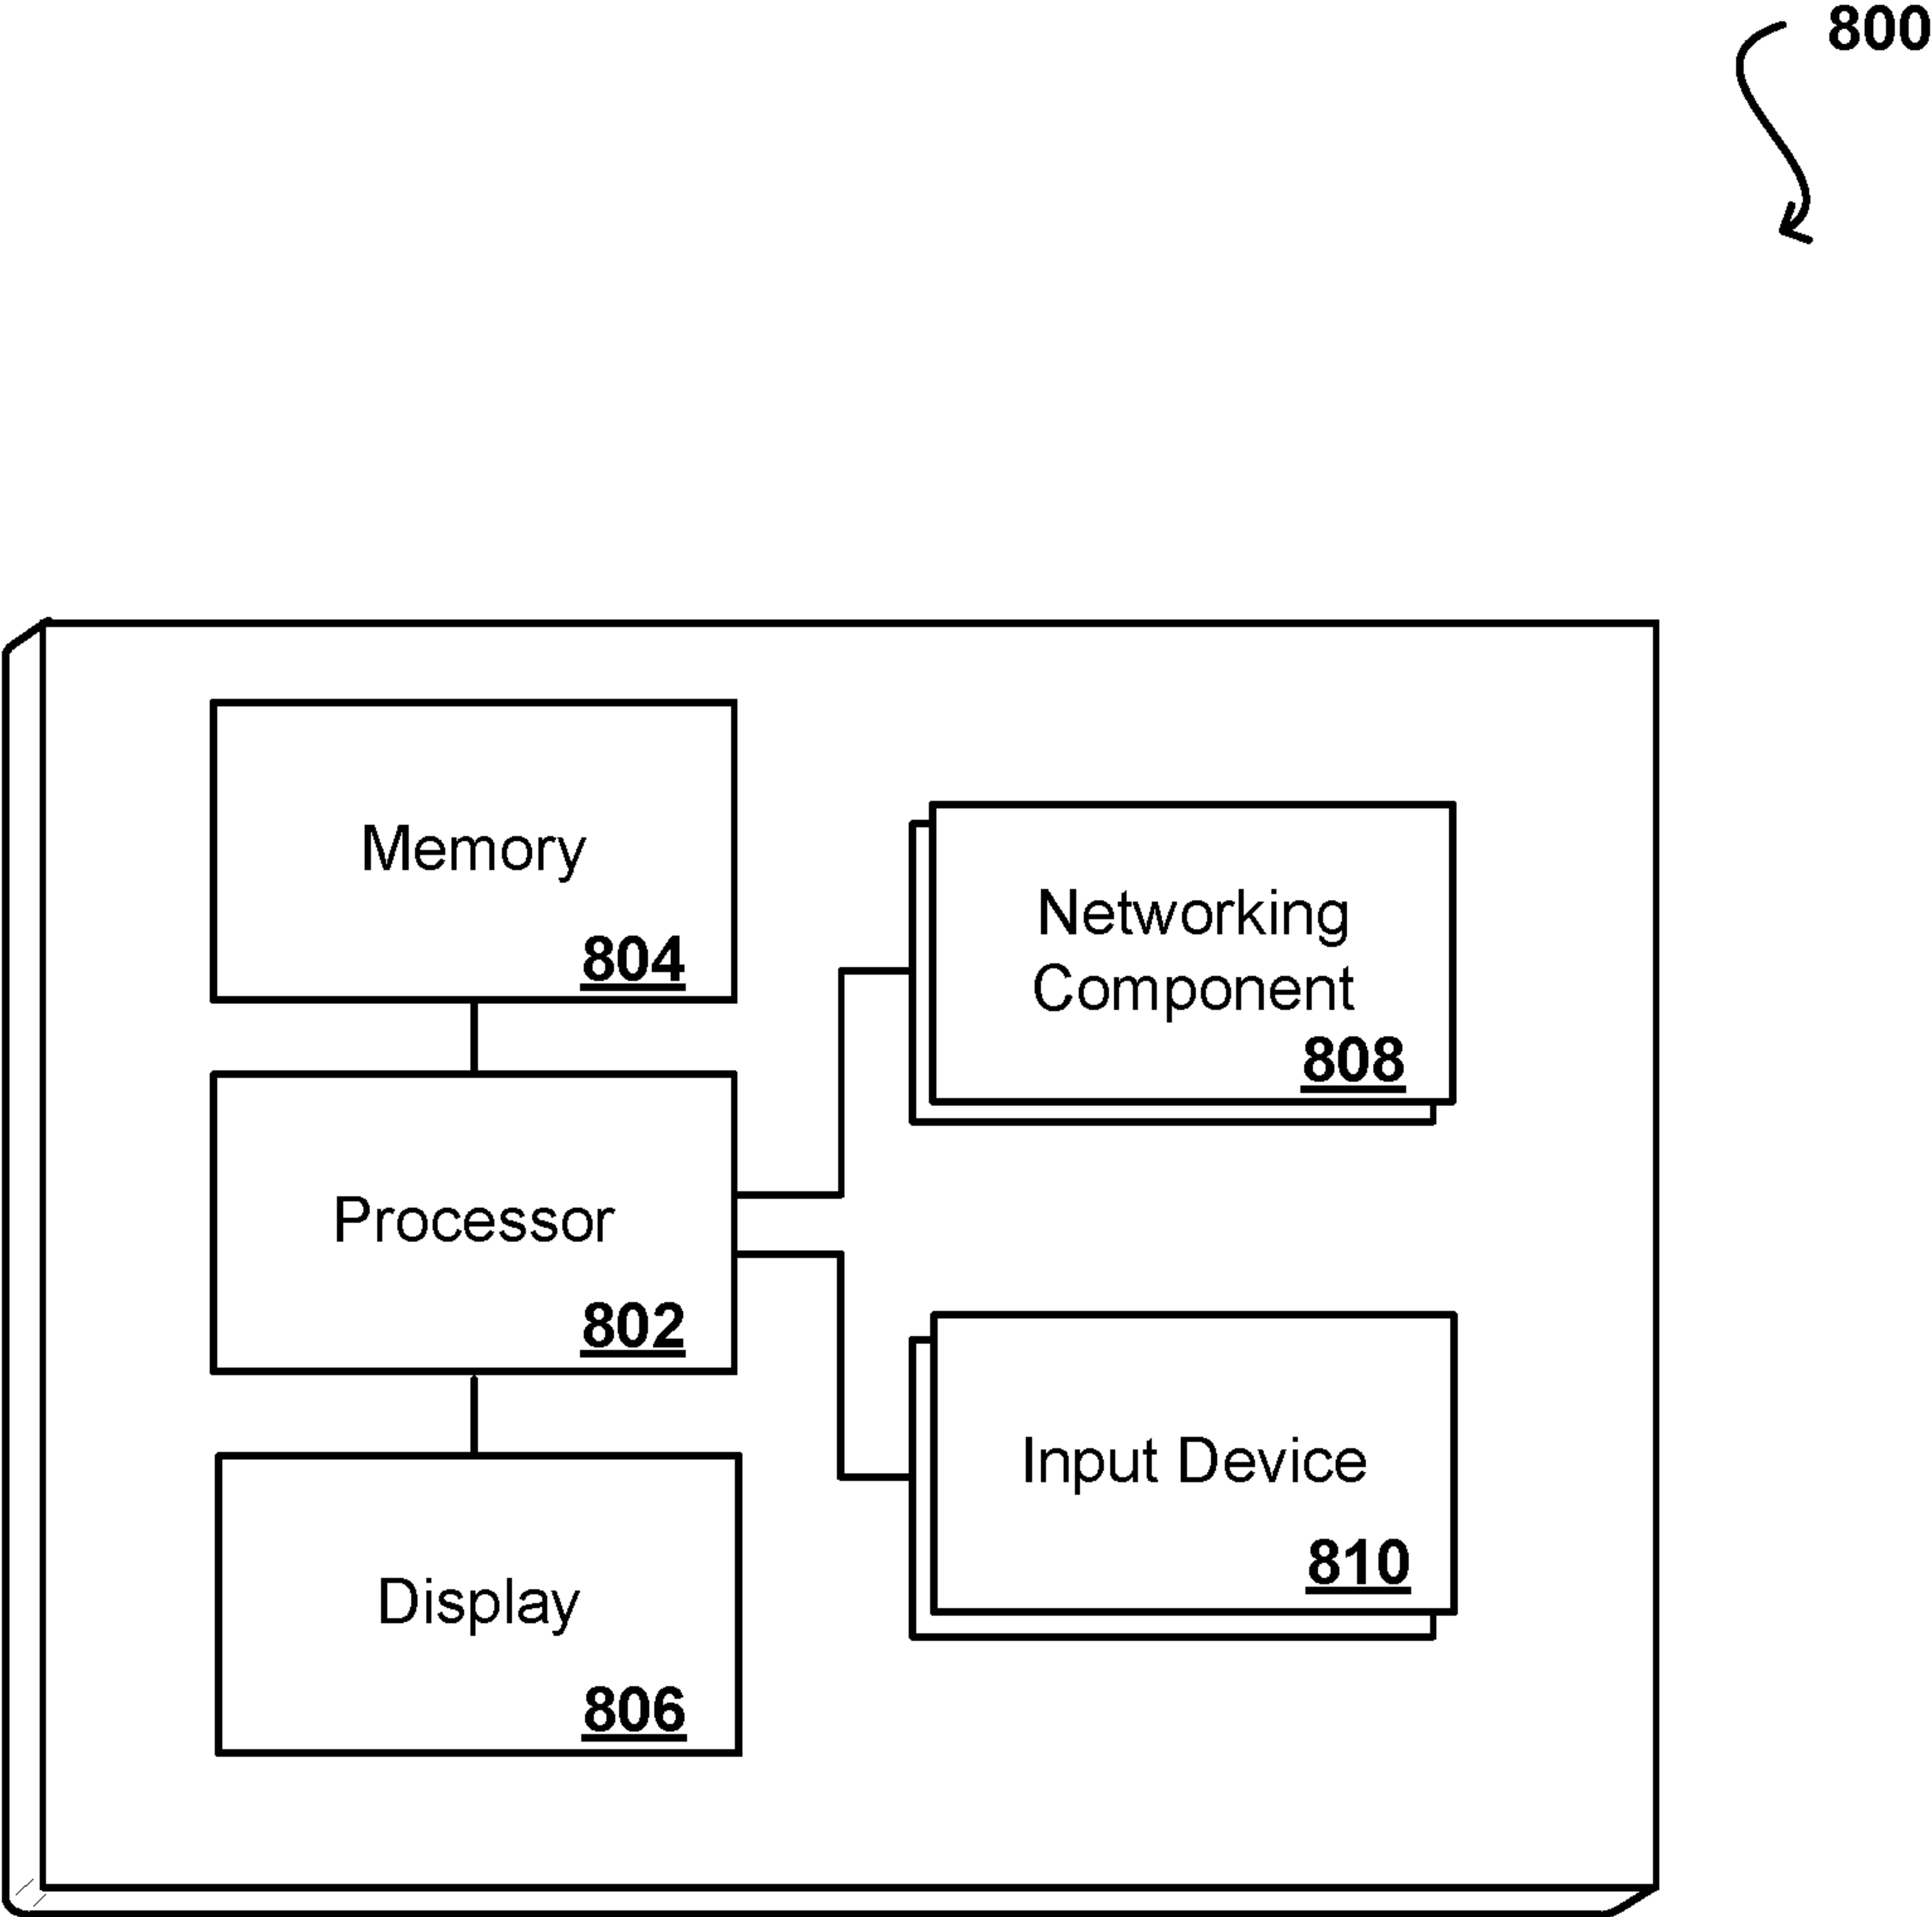 800
Memory
804
Networking
Component
808
Processor
802
Input Device
810
Display
806